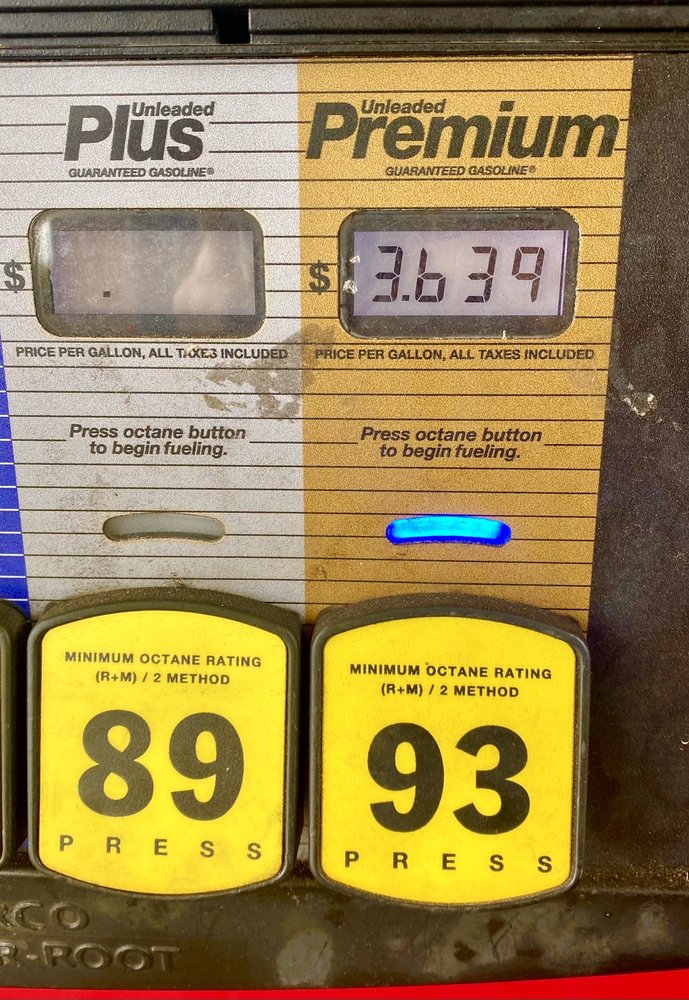 Unleaded
Plus
GUARANTEED GASOLINE®
$ .
PRICE PER GALLON, ALL TAXES INCLUDED
Press octane button
to begin fueling.
MINIMUM OCTANE RATING
(R+M) / 2 METHOD
89
PRESS
Unleaded
Premium
GUARANTEED GASOLINE®
$ 3.639
PRICE PER GALLON, ALL TAXES INCLUDED
Press octane button
to begin fueling.
MINIMUM OCTANE RATING
(R+M) / 2 METHOD
93
PRESS
RCO
R-ROOT